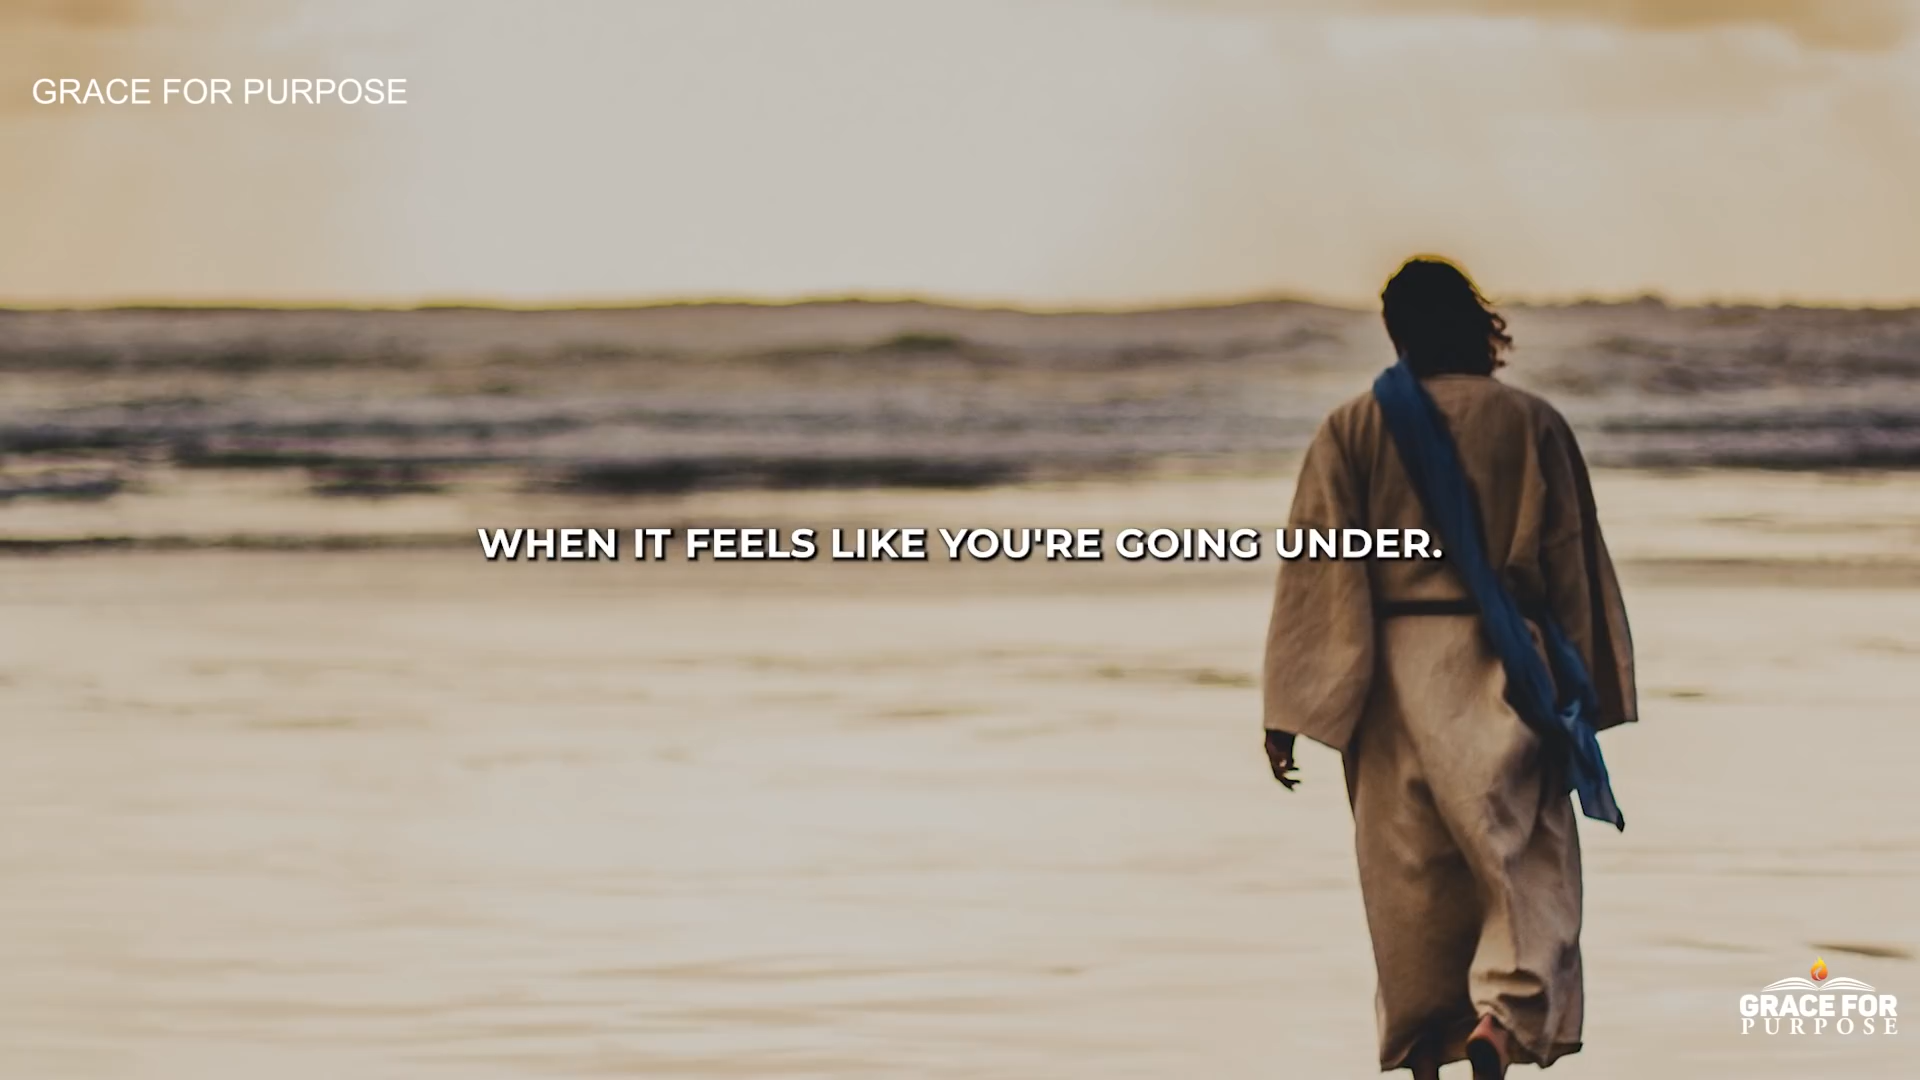 GRACE FOR PURPOSE
WHEN IT FEELS LIKE YOU'RE GOING UNDER.
GRACE FOR
PURPOSE